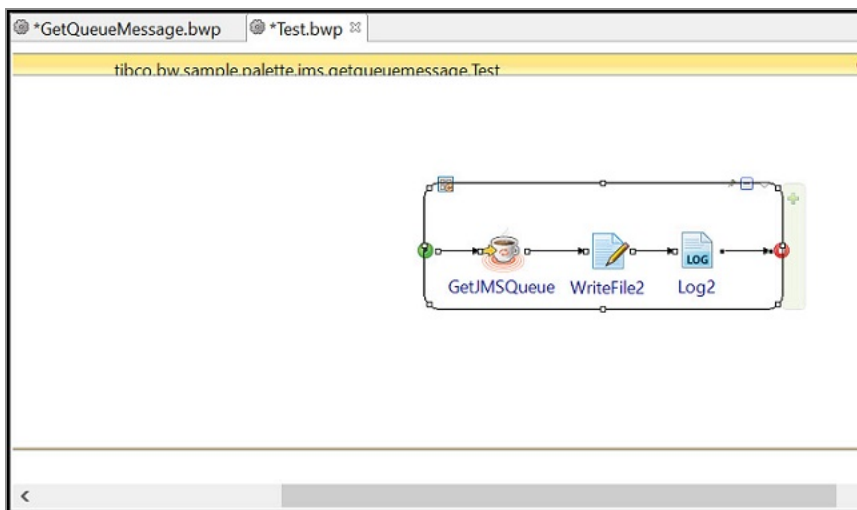 *GetQueueMessage.bwp *Test.bwp
tibco.bw.sample.palette.jms.getqueuemessage.Test
LOG
GetJMSQueue WriteFile2 Log2